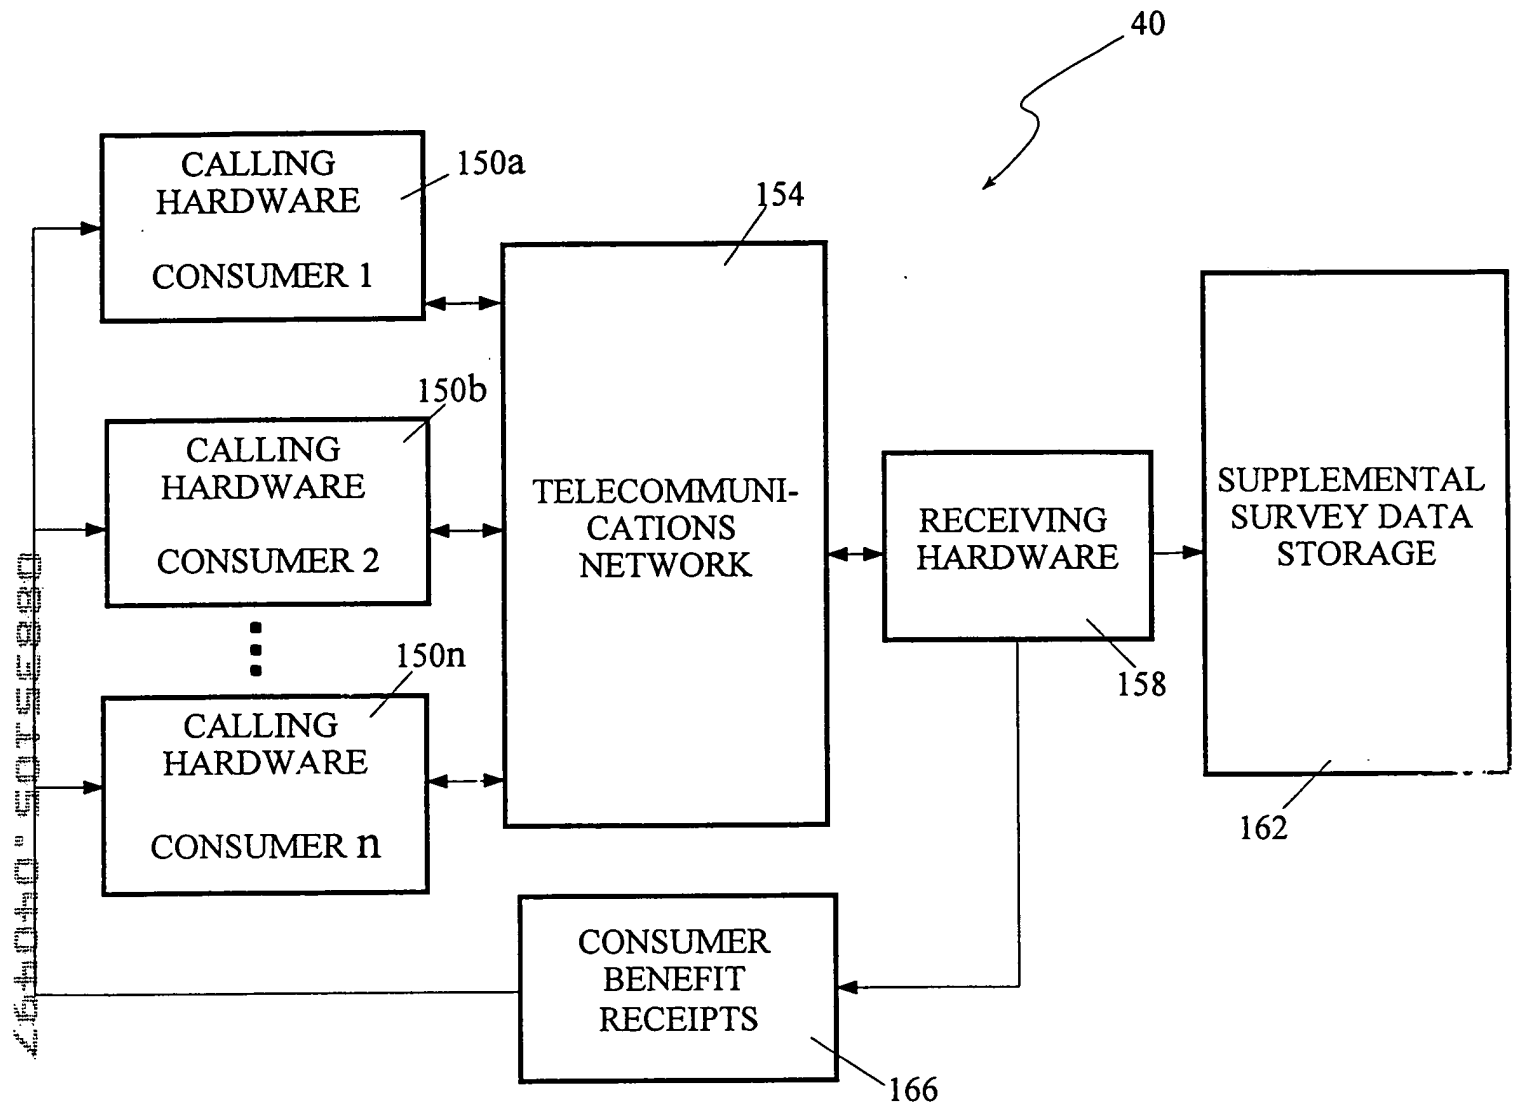 40
CALLING
HARDWARE
CONSUMER 1
150a
154
150b
CALLING
HARDWARE
CONSUMER 2
TELECOMMUNI-
CATIONS
NETWORK
RECEIVING
HARDWARE
SUPPLEMENTAL
SURVEY DATA
STORAGE
150n
CALLING
HARDWARE
CONSUMER n
158
162
CONSUMER
BENEFIT
RECEIPTS
166